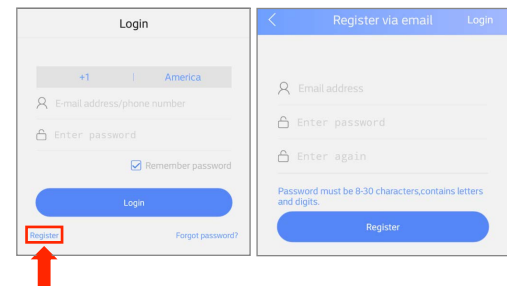 Login
+1 | America
E-mail address/phone number
Enter password
Remember password
Login
Register Forgot password?
Register via email Login
Email address
Enter password
Enter again
Password must be 8-30 characters,contains letters
and digits.
Register